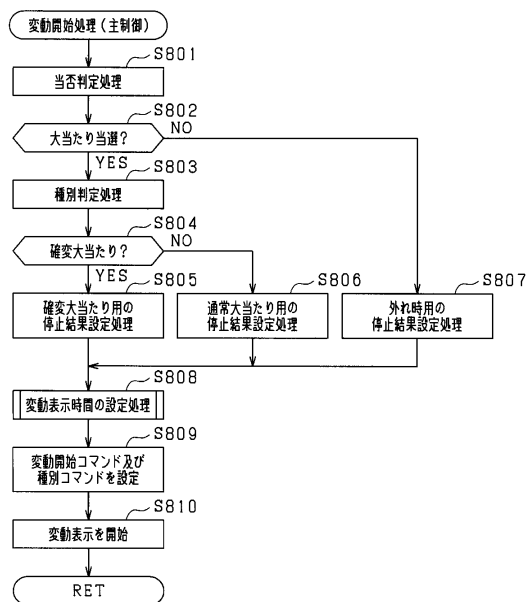 変動開始処理(主制御)
S801
当否判定処理
S802
大当たり当選?
NO
YES
S803
種別判定処理
S804
確変大当たり?
NO
YES
S805
確変大当たり用の
停止結果設定処理
S806
通常大当たり用の
停止結果設定処理
S807
外れ時用の
停止結果設定処理
S808
変動表示時間の設定処理
S809
変動開始コマンド及び
種別コマンドを設定
S810
変動表示を開始
RET